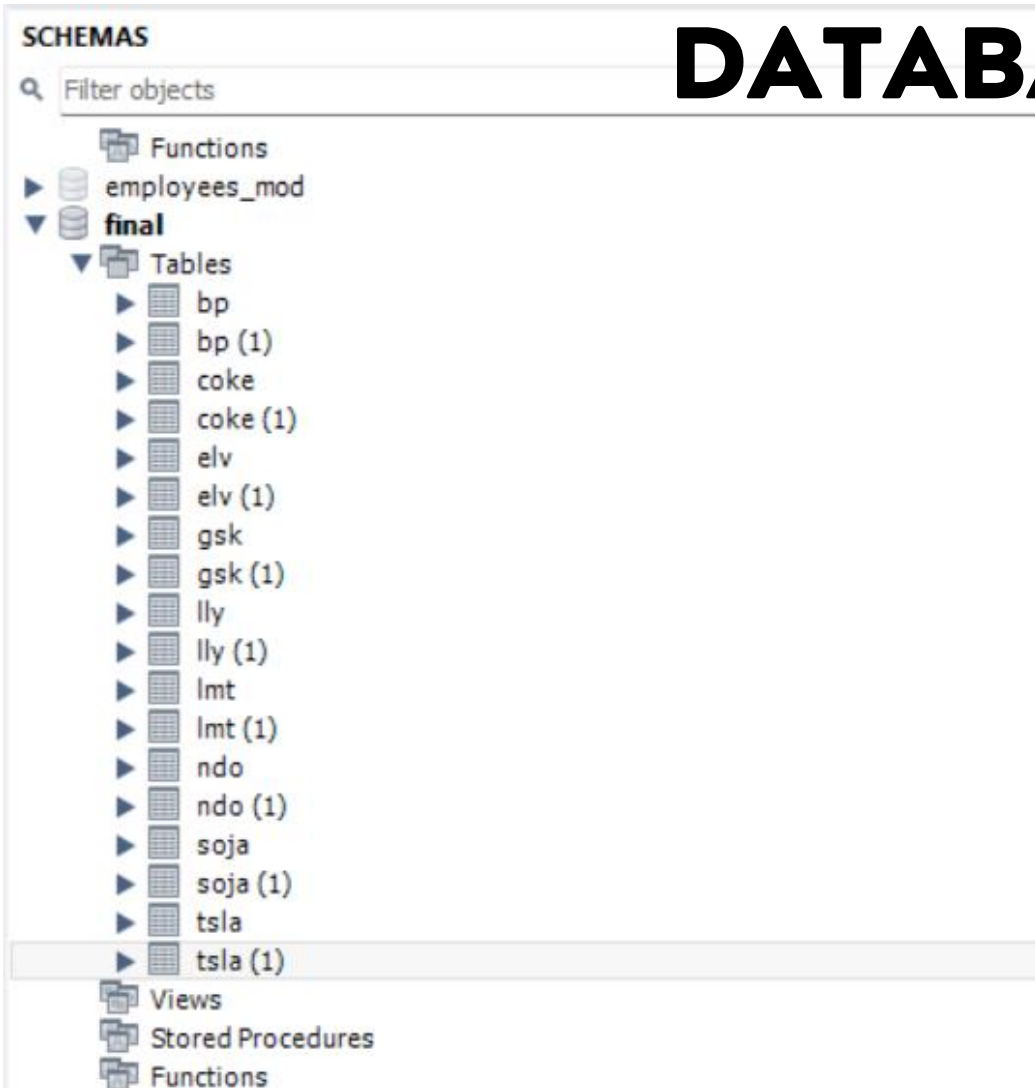 SCHEMAS
DATABA
Filter objects
Functions
employees_mod
final
Tables
bp
bp (1)
coke
coke (1)
elv
elv (1)
gsk
gsk (1)
lly
lly (1)
lmt
lmt (1)
ndo
ndo (1)
soja
soja (1)
tsla
tsla (1)
Views
Stored Procedures
Functions